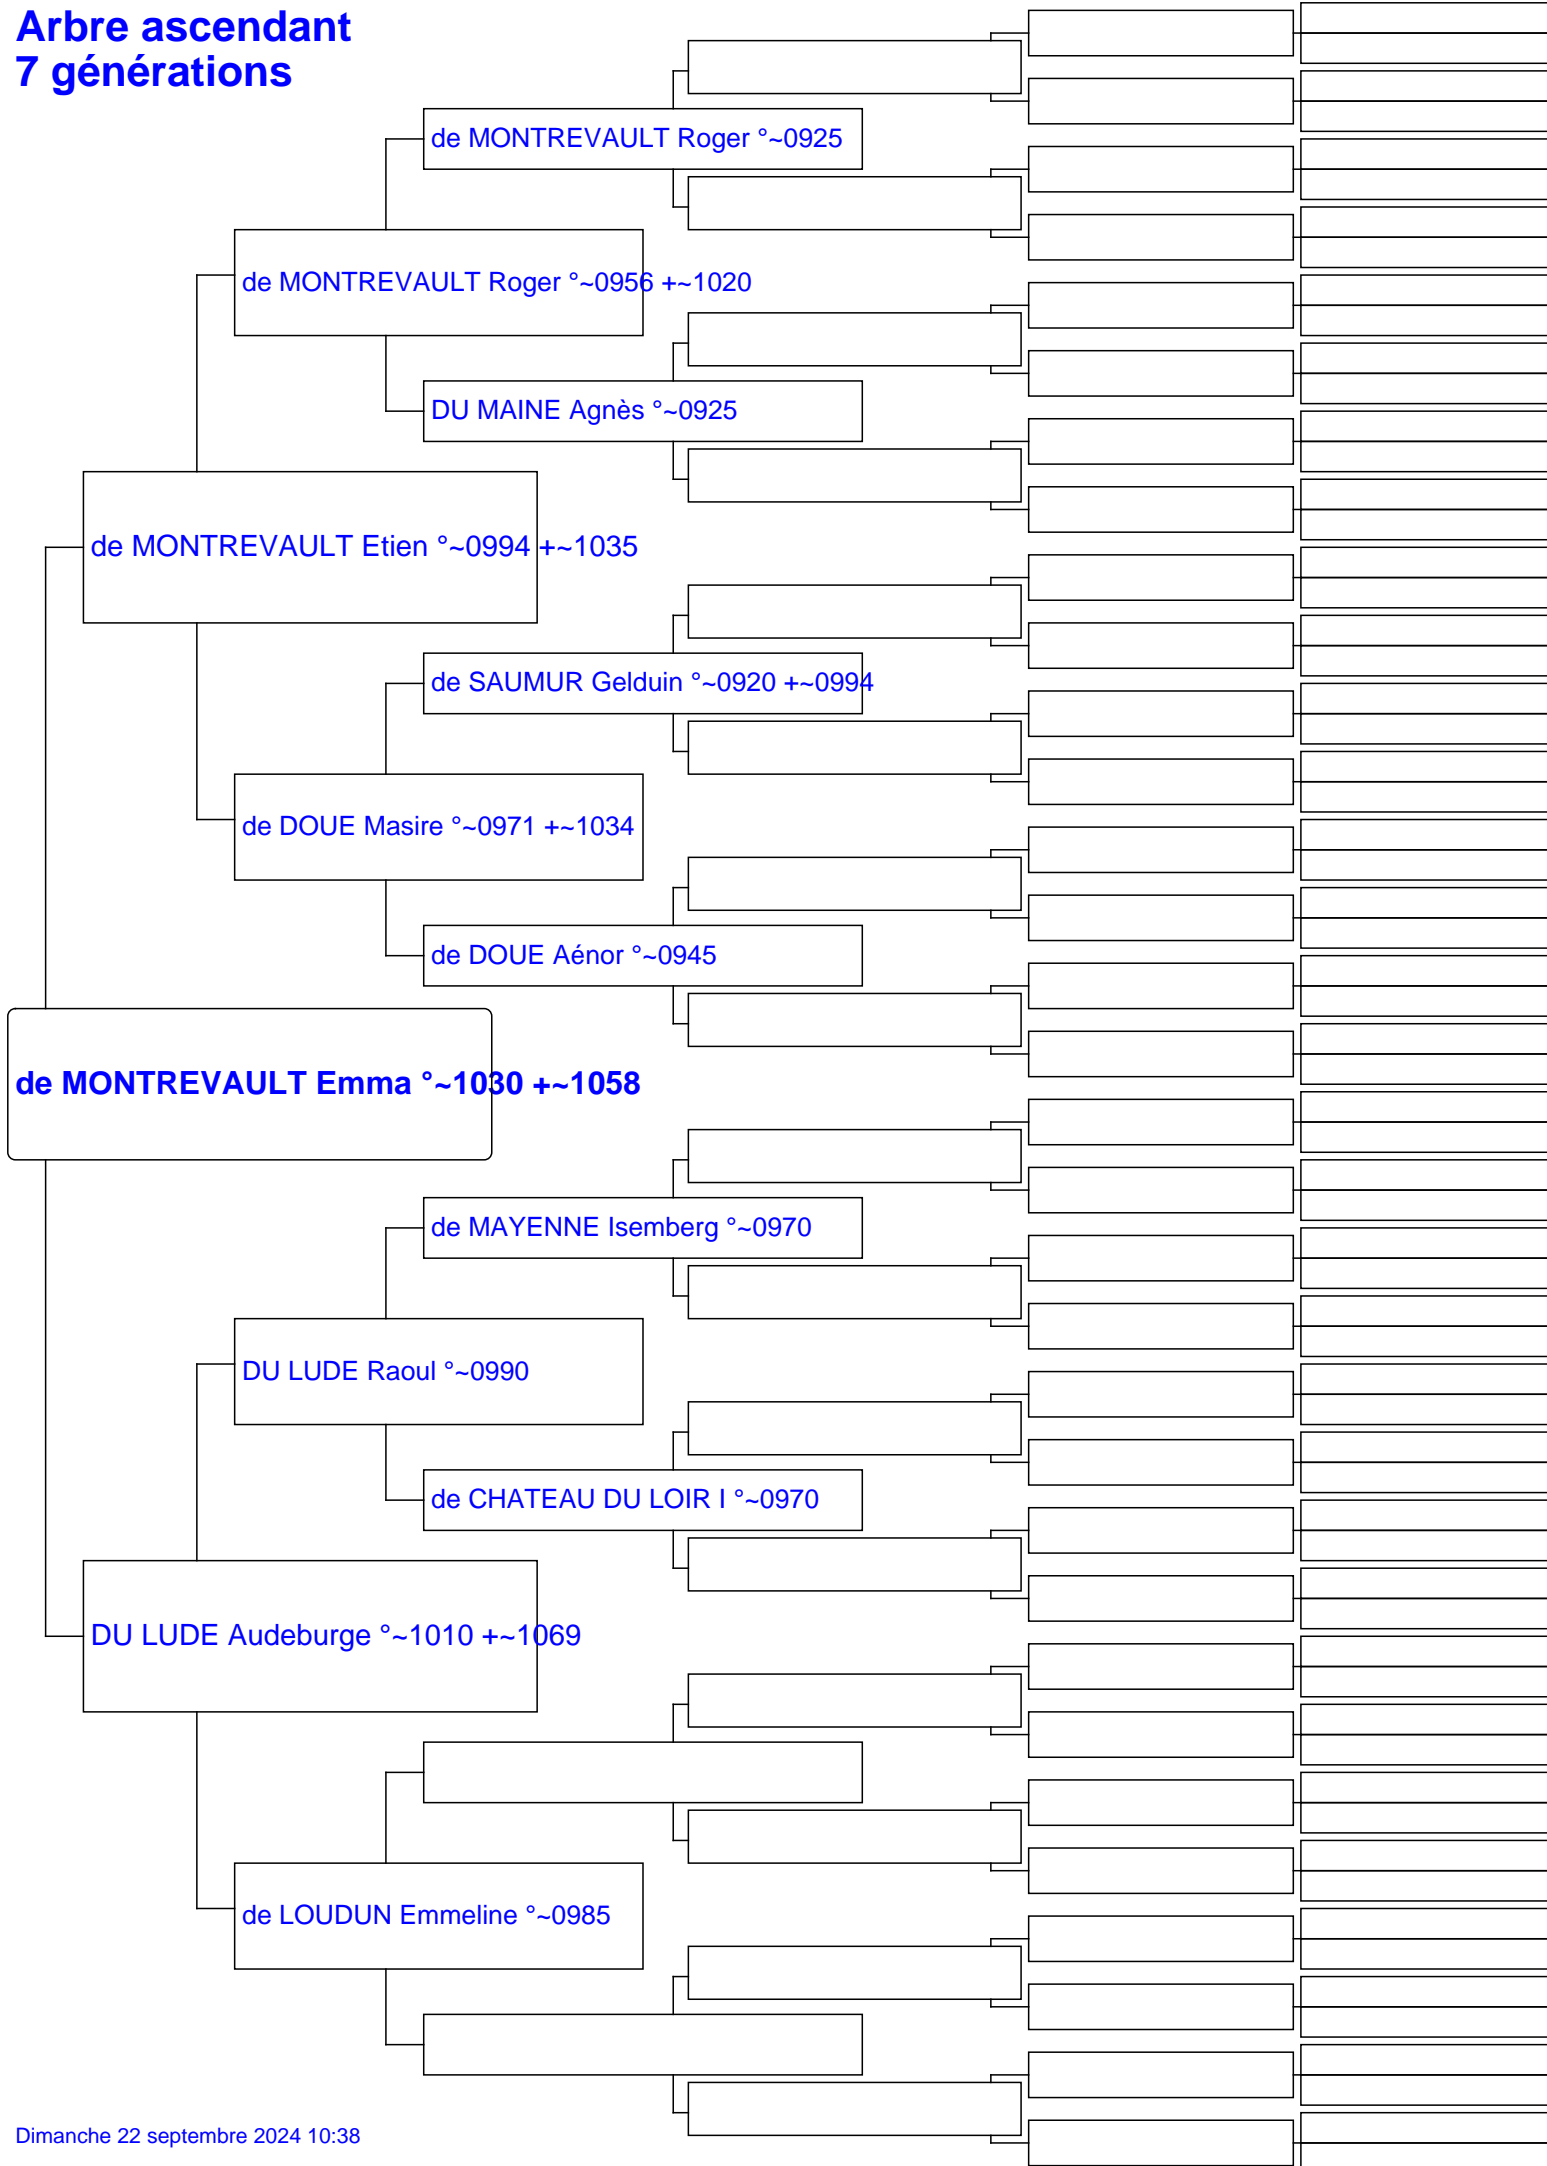 Arbre ascendant
7 générations
de MONTREVAULT Roger °~0925
de MONTREVAULT Roger °~0956 +~1020
DU MAINE Agnès °~0925
de MONTREVAULT Etien °~0994 +~1035
de SAUMUR Gelduin °~0920 +~0994
de DOUE Masire °~0971 +~1034
de DOUE Aénor °~0945
de MONTREVAULT Emma °~1030 +~1058
de MAYENNE Isemberg °~0970
DU LUDE Raoul °~0990
de CHATEAU DU LOIR I °~0970
DU LUDE Audeburge °~1010 +~1069
de LOUDUN Emmeline °~0985
Dimanche 22 septembre 2024 10:38